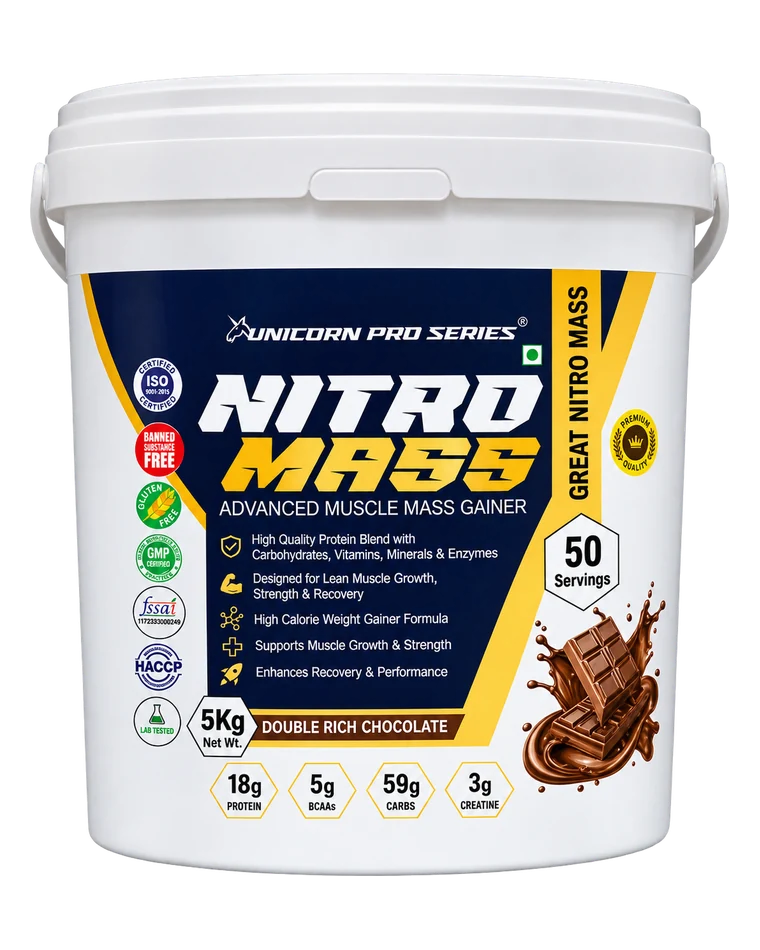 UNICORN PRO SERIES®
NITRO
MASS
ADVANCED MUSCLE MASS GAINER
High Quality Protein Blend with
Carbohydrates, Vitamins, Minerals & Enzymes
Designed for Lean Muscle Growth,
Strength & Recovery
High Calorie Weight Gainer Formula
Supports Muscle Growth & Strength
Enhances Recovery & Performance
GREAT NITRO MASS
CERTIFIED
ISO
9001:2015
CERTIFIED
BANNED
SUBSTANCE
FREE
GLUTEN
FREE
GMP
CERTIFIED
fssai
1172333000249
HACCP
LAB TESTED
PREMIUM
QUALITY
50
Servings
5Kg
Net Wt.
DOUBLE RICH CHOCOLATE
18g
PROTEIN
5g
BCAAs
59g
CARBS
3g
CREATINE